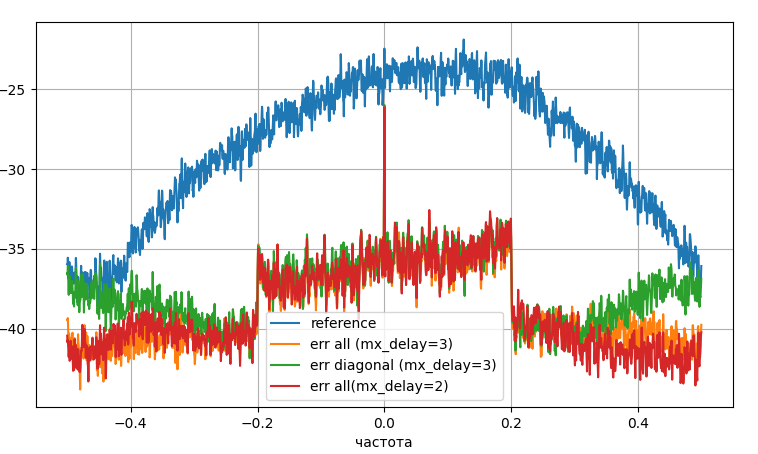 −25
−30
−35
−40
reference
err all (mx_delay=3)
err diagonal (mx_delay=3)
err all(mx_delay=2)
−0.4 −0.2 0.0 0.2 0.4
частота